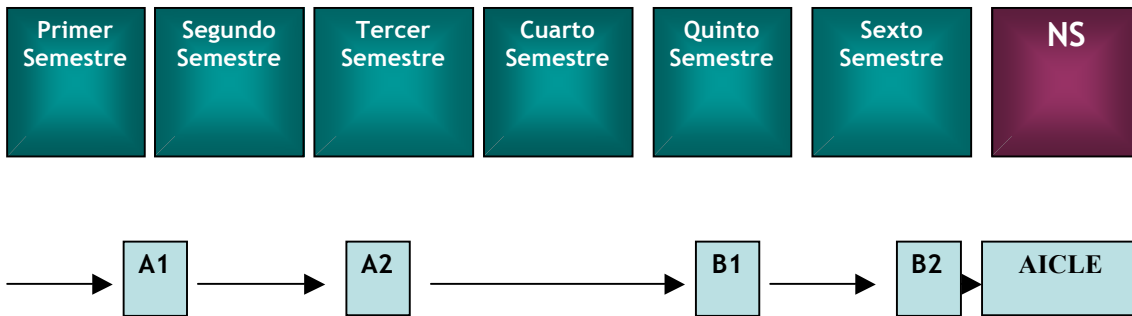 Primer
Semestre
Segundo
Semestre
Tercer
Semestre
Cuarto
Semestre
Quinto
Semestre
Sexto
Semestre
NS
A1
A2
B1
B2
AICLE